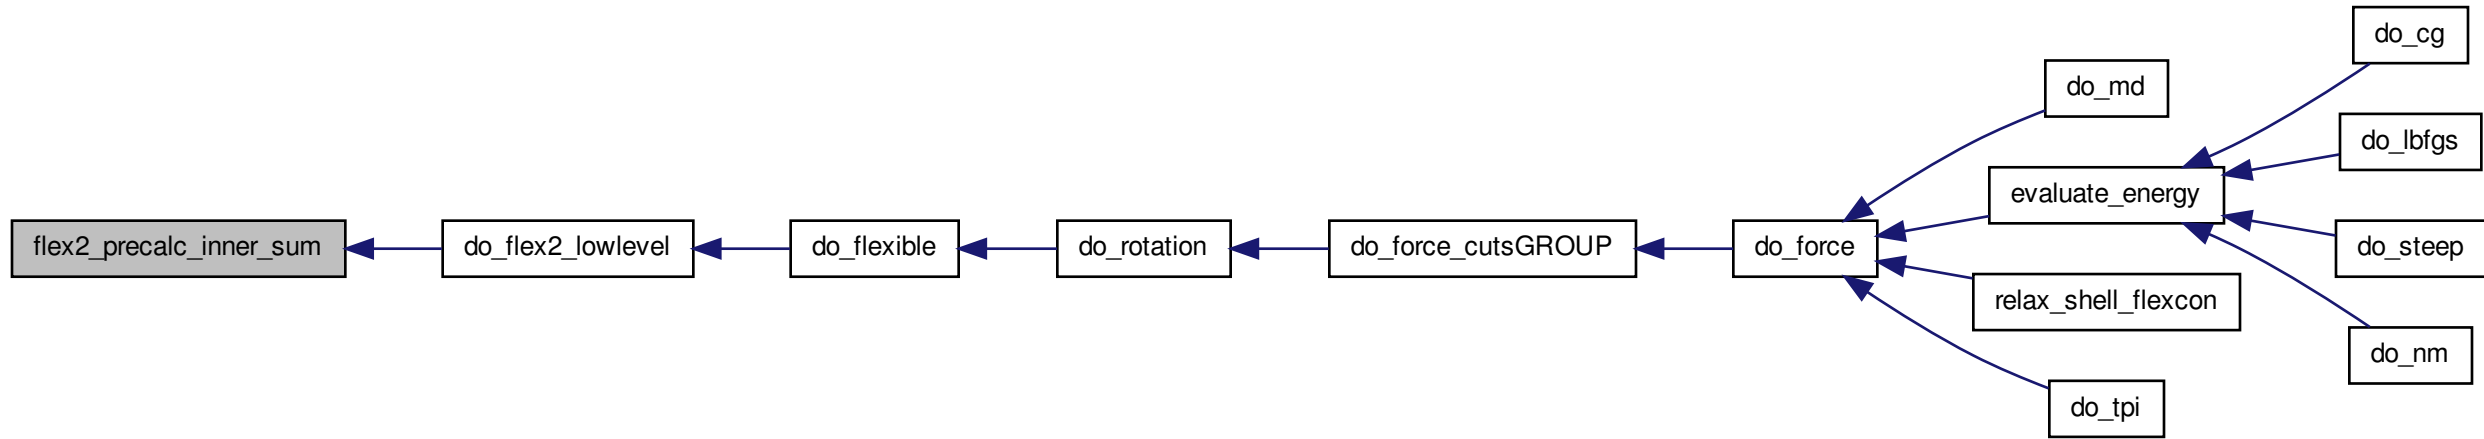 flex2_precalc_inner_sum
do_flex2_lowlevel
do_flexible
do_rotation
do_force_cutsGROUP
do_force
do_md
evaluate_energy
relax_shell_flexcon
do_tpi
do_cg
do_lbfgs
do_steep
do_nm